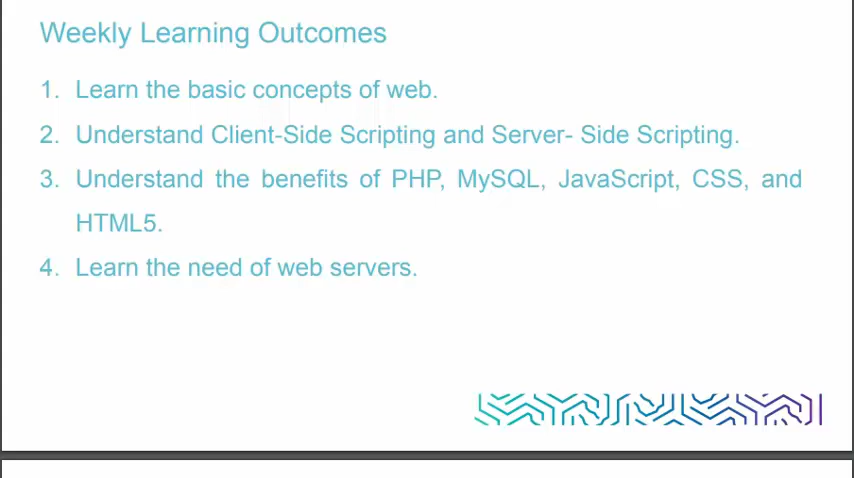 Weekly Learning Outcomes
1. Learn the basic concepts of web.
2. Understand Client-Side Scripting and Server- Side Scripting.
3. Understand the benefits of PHP, MySQL, JavaScript, CSS, and
HTML5.
4. Learn the need of web servers.